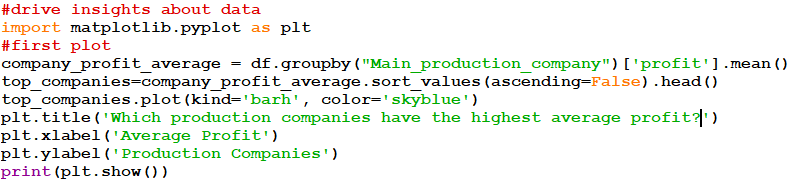 #drive insights about data
import matplotlib.pyplot as plt
#first plot
company_profit_average = df.groupby("Main_production_company")['profit'].mean()
top_companies=company_profit_average.sort_values(ascending=False).head()
top_companies.plot(kind='barh', color='skyblue')
plt.title('Which production companies have the highest average profit?')
plt.xlabel('Average Profit')
plt.ylabel('Production Companies')
print(plt.show())